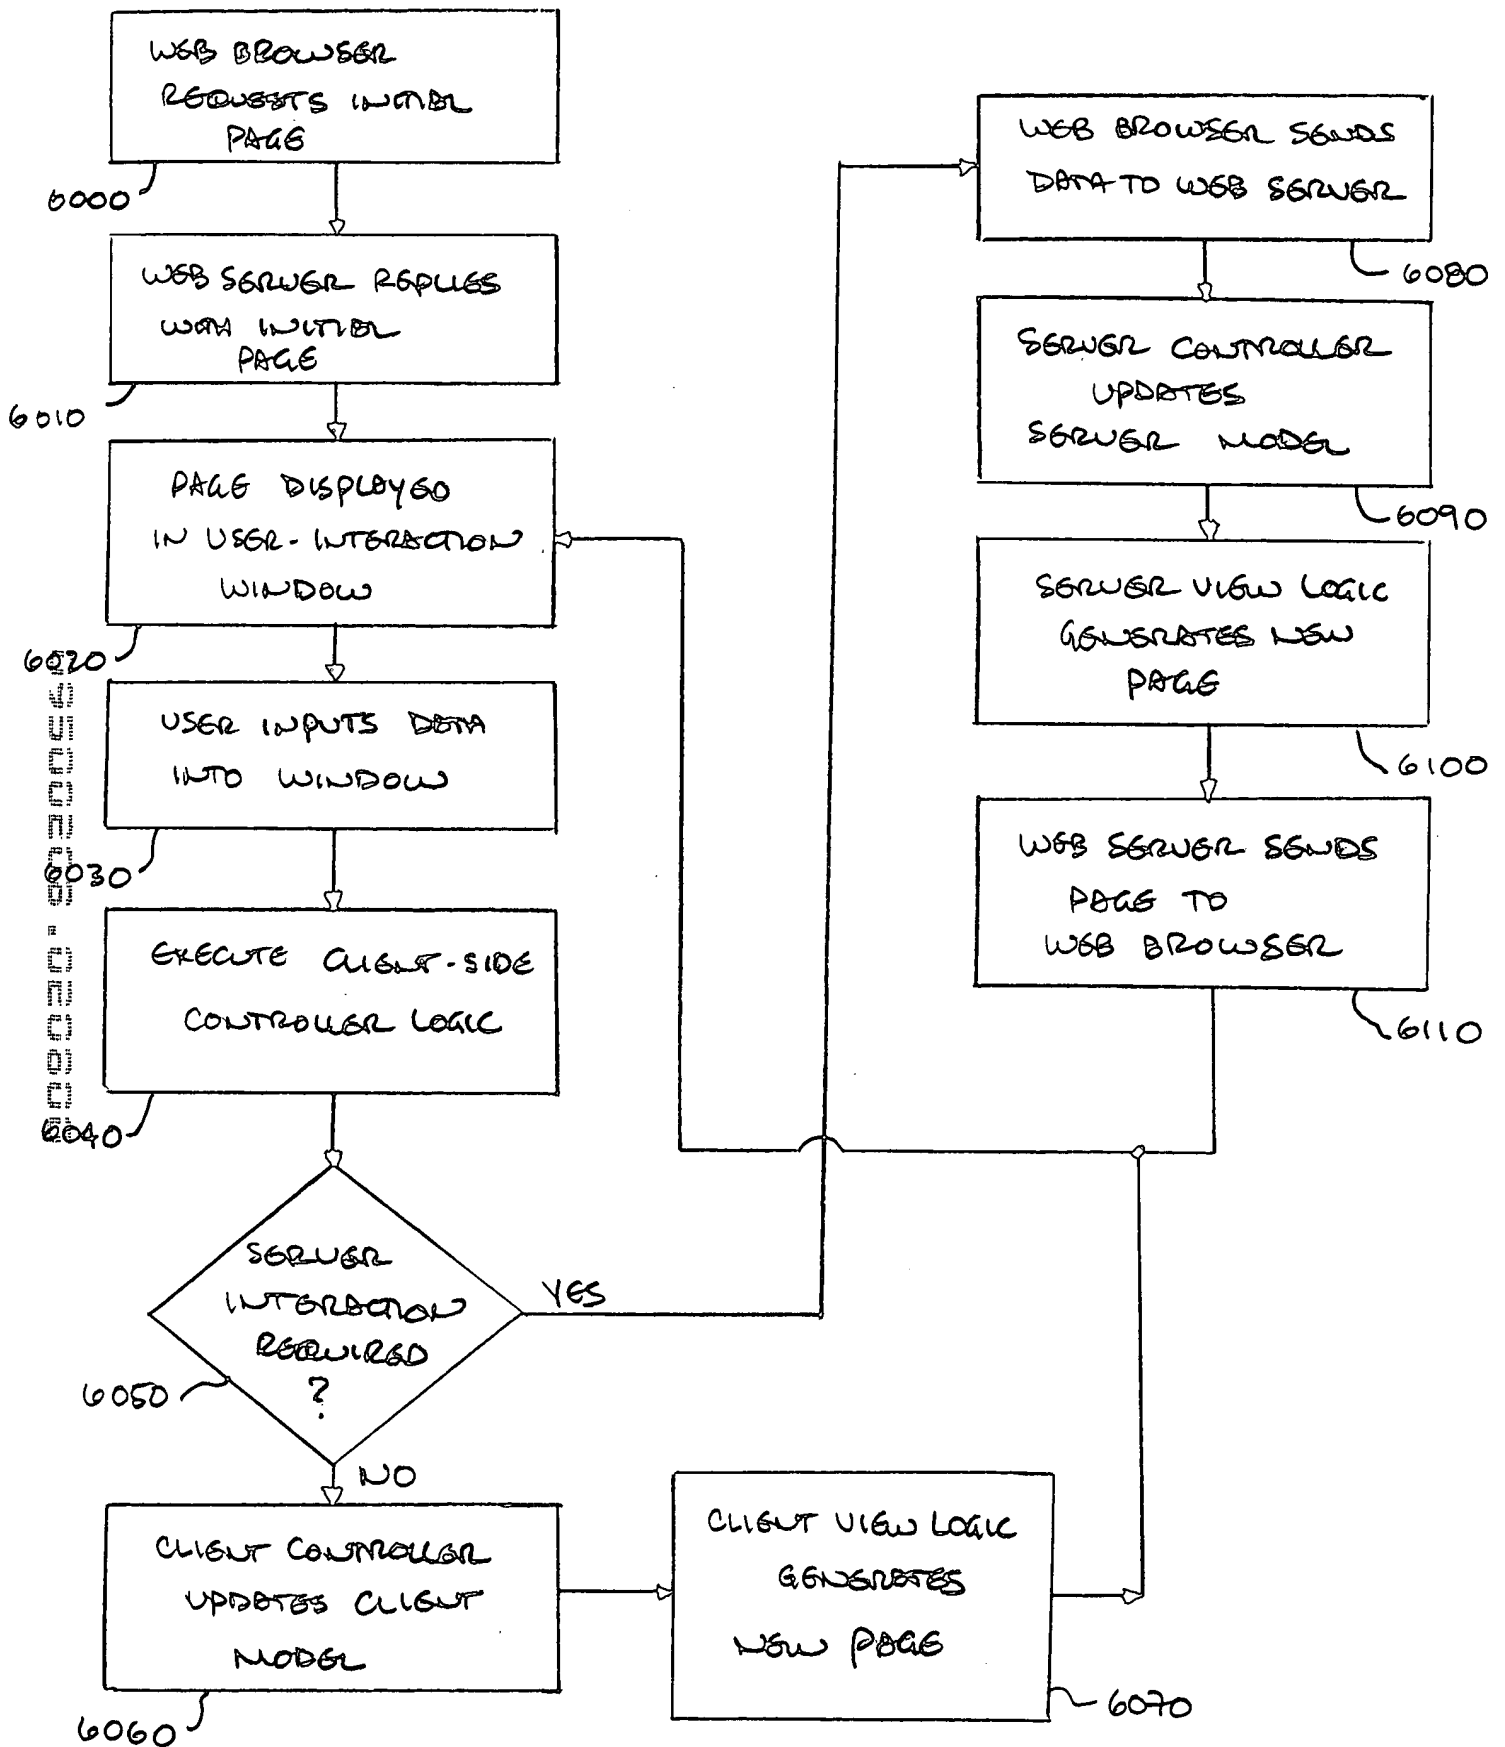 WEB BROWSER
REQUESTS INITIAL
PAGE
6000
WEB SERVER REPLIES
WITH INITIAL
PAGE
6010
PAGE DISPLAYED
IN USER-INTERACTION
WINDOW
6020
USER INPUTS DATA
INTO WINDOW
6030
EXECUTE CLIENT-SIDE
CONTROLLER LOGIC
6040
SERVER
INTERACTION
REQUIRED
?
6050
YES
NO
CLIENT CONTROLLER
UPDATES CLIENT
MODEL
6060
CLIENT VIEW LOGIC
GENERATES
NEW PAGE
6070
WEB BROWSER SENDS
DATA TO WEB SERVER
6080
SERVER CONTROLLER
UPDATES
SERVER MODEL
6090
SERVER VIEW LOGIC
GENERATES NEW
PAGE
6100
WEB SERVER SENDS
PAGE TO
WEB BROWSER
6110